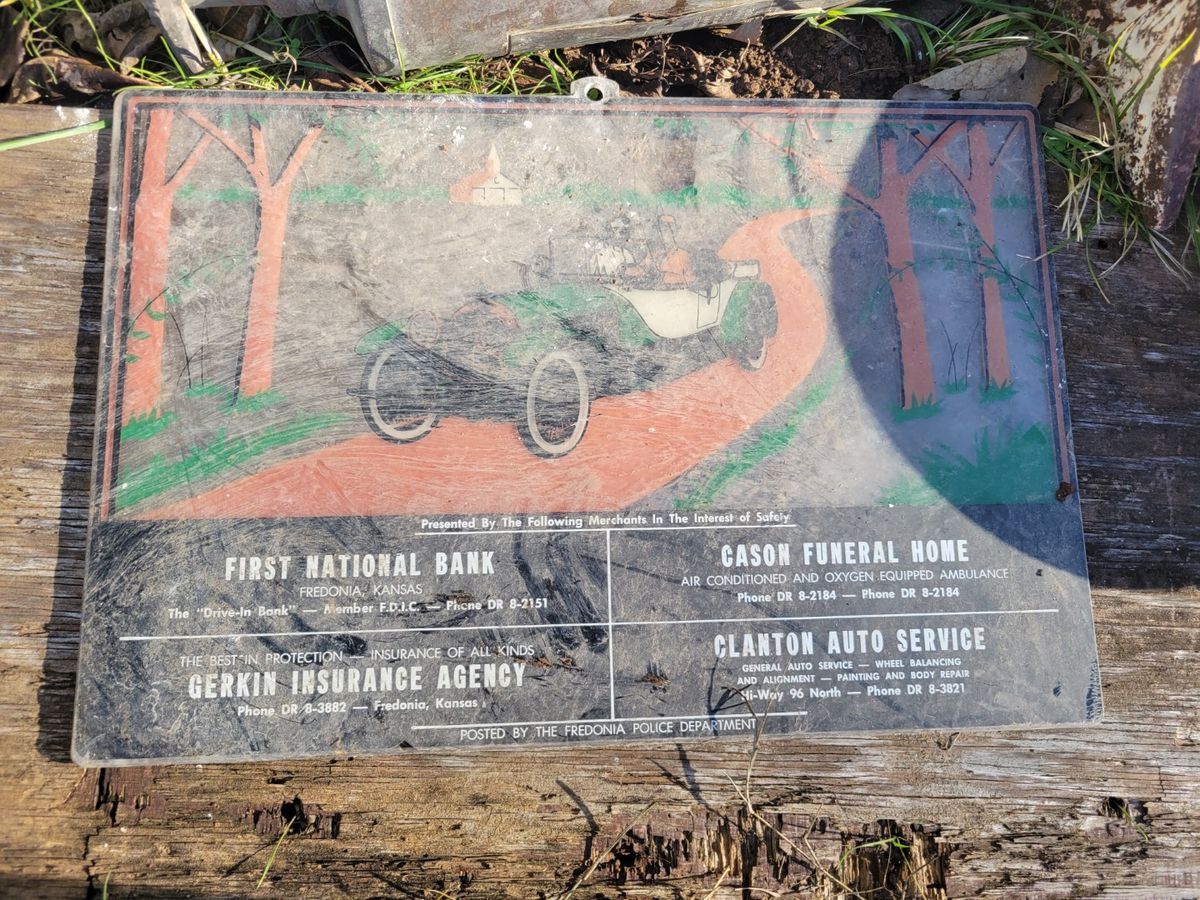 Presented By The Following Merchants In The Interest of Safety
FIRST NATIONAL BANK
FREDONIA, KANSAS
The "Drive-In Bank" — Member F.D.I.C. — Phone DR 8-2151
CASON FUNERAL HOME
AIR CONDITIONED AND OXYGEN EQUIPPED AMBULANCE
Phone DR 8-2184 — Phone DR 8-2184
THE BEST IN PROTECTION — INSURANCE OF ALL KINDS
GERKIN INSURANCE AGENCY
Phone DR 8-3882 — Fredonia, Kansas
CLANTON AUTO SERVICE
GENERAL AUTO SERVICE — WHEEL BALANCING
AND ALIGNMENT — PAINTING AND BODY REPAIR
Hi-Way 96 North — Phone DR 8-3821
POSTED BY THE FREDONIA POLICE DEPARTMENT